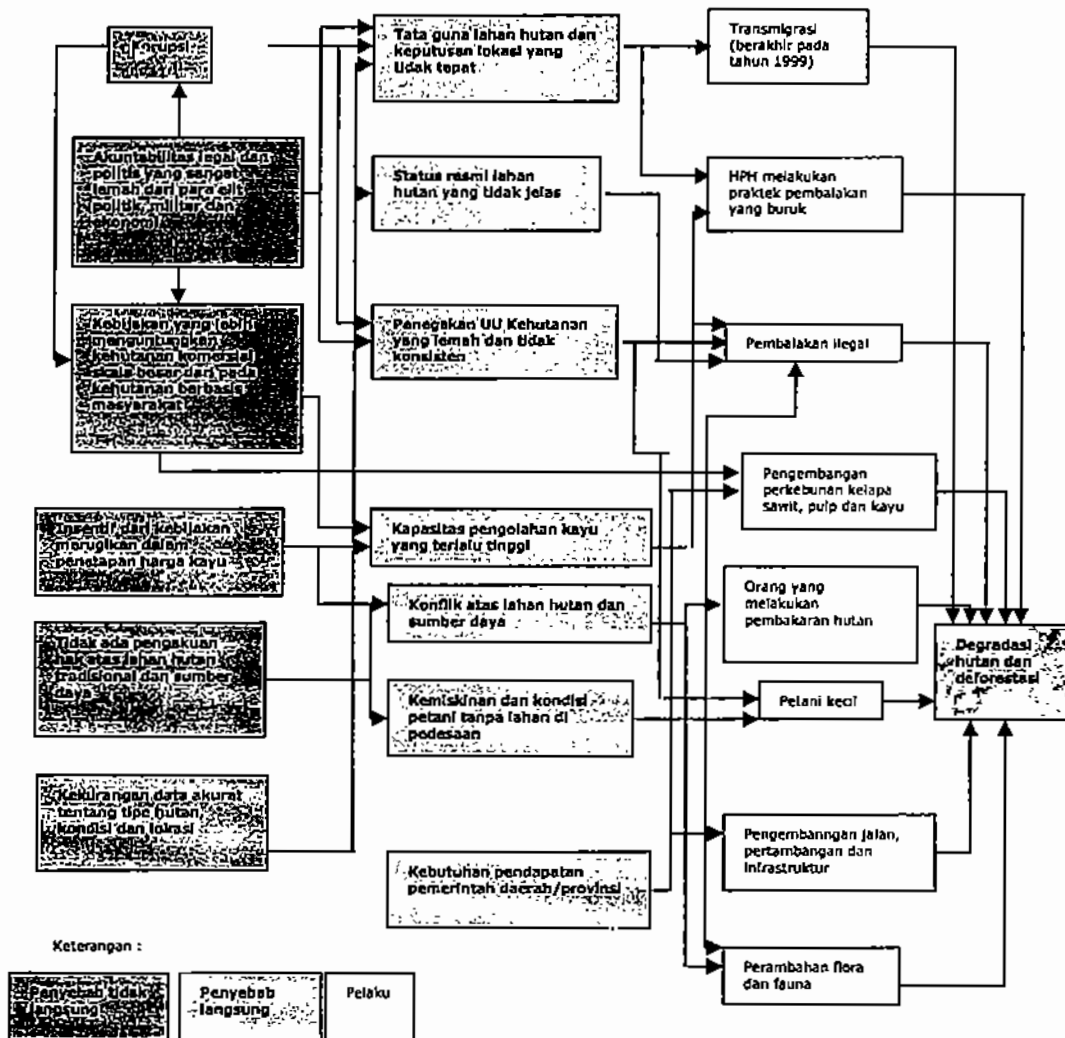 Korupsi
Akuntabilitas legal dan
politis yang sangat
lemah dari para elit
politik, militer dan
ekonomi
Kebijakan yang lebih
menguntungkan
kehutanan komersial
skala besar dari pada
kehutanan berbasis
masyarakat
Insentif dan kebijakan
merugikan dalam
penetapan harga kayu
Tidak ada pengakuan
hak atas lahan hutan
tradisional dan sumber
daya
Kekurangan data akurat
tentang tipe hutan,
kondisi dan lokasi
Tata guna lahan hutan dan
keputusan lokasi yang
tidak tepat
Status resmi lahan
hutan yang tidak jelas
Penegakan UU Kehutanan
yang lemah dan tidak
konsisten
Kapasitas pengolahan kayu
yang terlalu tinggi
Konflik atas lahan hutan dan
sumber daya
Kemiskinan dan kondisi
petani tanpa lahan di
pedesaan
Kebutuhan pendapatan
pemerintah daerah/provinsi
Transmigrasi
(berakhir pada
tahun 1999)
HPH melakukan
praktek pembalakan
yang buruk
Pembalakan ilegal
Pengembangan
perkebunan kelapa
sawit, pulp dan kayu
Orang yang
melakukan
pembakaran hutan
Petani kecil
Pengembanngan jalan,
pertambangan dan
infrastruktur
Perambahan flora
dan fauna
Degradasi
hutan dan
deforestasi
Keterangan :
Penyebab tidak
langsung
Penyebab
langsung
Pelaku